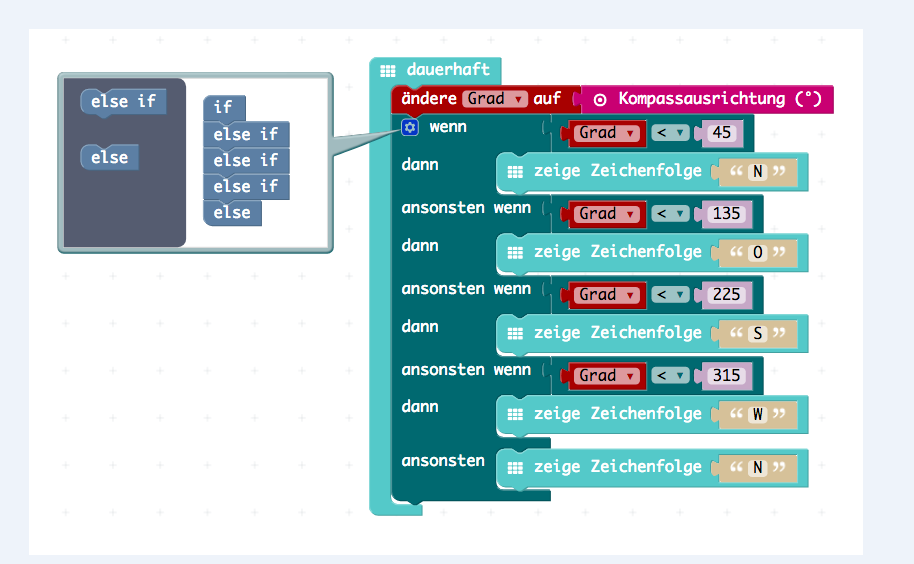 else if
else
if
else if
else if
else if
else
dauerhaft
ändere Grad auf Kompassausrichtung (°)
wenn Grad < 45
dann zeige Zeichenfolge “ N ”
ansonsten wenn Grad < 135
dann zeige Zeichenfolge “ O ”
ansonsten wenn Grad < 225
dann zeige Zeichenfolge “ S ”
ansonsten wenn Grad < 315
dann zeige Zeichenfolge “ W ”
ansonsten zeige Zeichenfolge “ N ”